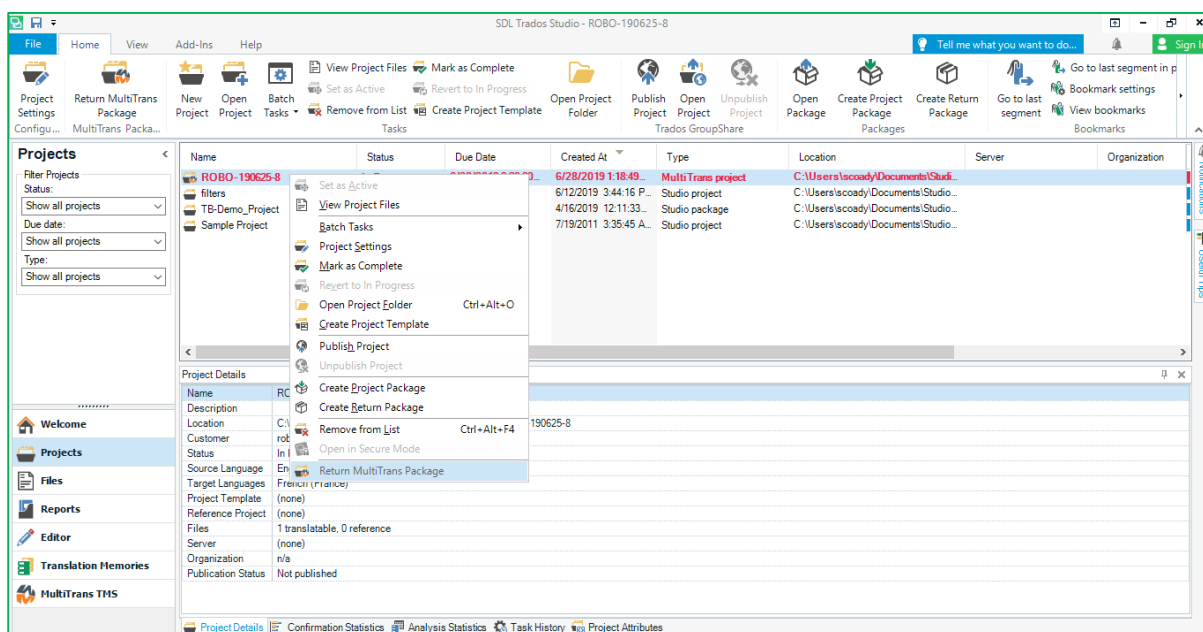 SDL Trados Studio - ROBO-190625-8
File Home View Add-Ins Help
Tell me what you want to do...
Sign In
Project Settings
Return MultiTrans Package
New Project
Open Project
Batch Tasks
View Project Files
Set as Active
Remove from List
Mark as Complete
Revert to In Progress
Create Project Template
Open Project Folder
Publish Project
Open Project
Unpublish Project
Open Package
Create Project Package
Create Return Package
Go to last segment
Go to last segment in p
Bookmark settings
View bookmarks
Configu... MultiTrans Packa... Tasks Trados GroupShare Packages Bookmarks
Projects
Filter Projects
Status:
Show all projects
Due date:
Show all projects
Type:
Show all projects
Welcome
Projects
Files
Reports
Editor
Translation Memories
MultiTrans TMS
Name Status Due Date Created At Type Location Server Organization
ROBO-190625-8 6/28/2019 1:18:49... MultiTrans project C:\Users\scoady\Documents\Studi...
filters 6/12/2019 3:44:16 P... Studio project C:\Users\scoady\Documents\Studio...
TB-Demo_Project 4/16/2019 12:11:33... Studio package C:\Users\scoady\Documents\Studio...
Sample Project 7/19/2011 3:35:45 A... Studio project C:\Users\scoady\Documents\Studio...
Set as Active
View Project Files
Batch Tasks
Project Settings
Mark as Complete
Revert to In Progress
Open Project Folder Ctrl+Alt+O
Create Project Template
Publish Project
Unpublish Project
Create Project Package
Create Return Package
Remove from List Ctrl+Alt+F4
Open in Secure Mode
Return MultiTrans Package
Notifications
Useful Tips
Project Details
Name RO
Description
Location C:\ 190625-8
Customer rob
Status In
Source Language En
Target Languages French (France)
Project Template (none)
Reference Project (none)
Files 1 translatable, 0 reference
Server (none)
Organization n/a
Publication Status Not published
Project Details Confirmation Statistics Analysis Statistics Task History Project Attributes